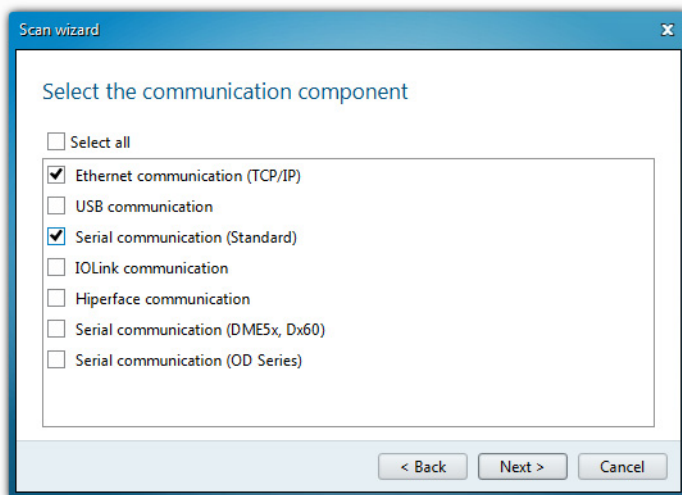 Scan wizard
Select the communication component
Select all
Ethernet communication (TCP/IP)
USB communication
Serial communication (Standard)
IOLink communication
Hiperface communication
Serial communication (DME5x, Dx60)
Serial communication (OD Series)
< Back Next > Cancel